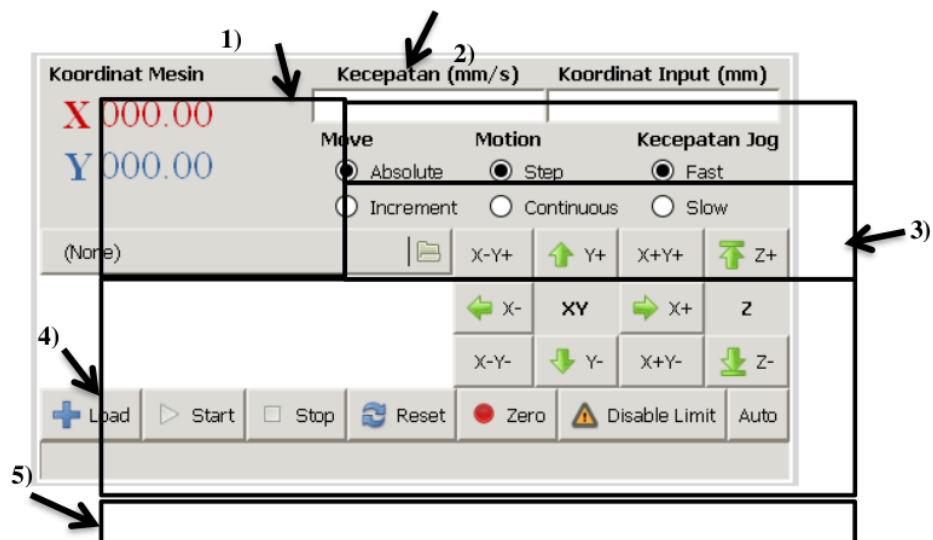 1)
2)
Koordinat Mesin Kecepatan (mm/s) Koordinat Input (mm)
X 000.00
Move Motion Kecepatan Jog
Y 000.00
Absolute Step Fast
Increment Continuous Slow
3)
(None) X-Y+ Y+ X+Y+ Z+
X- XY X+ Z
4)
X-Y- Y- X+Y- Z-
Load Start Stop Reset Zero Disable Limit Auto
5)